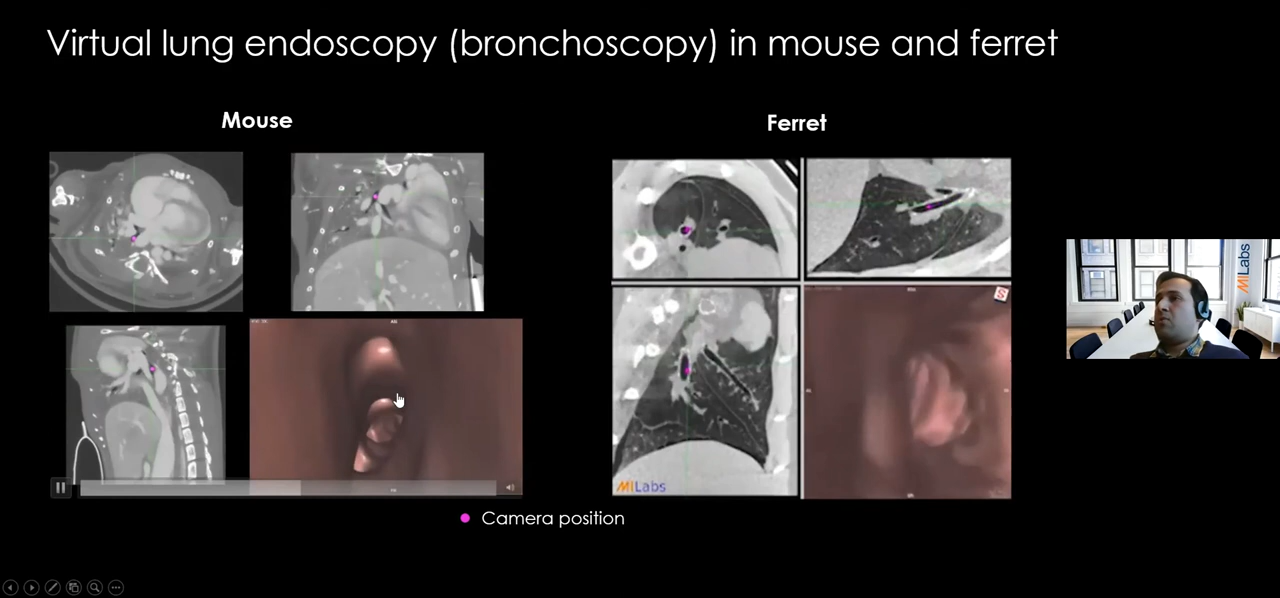 Virtual lung endoscopy (bronchoscopy) in mouse and ferret
Mouse
Ferret
MILabs
MILabs
Camera position